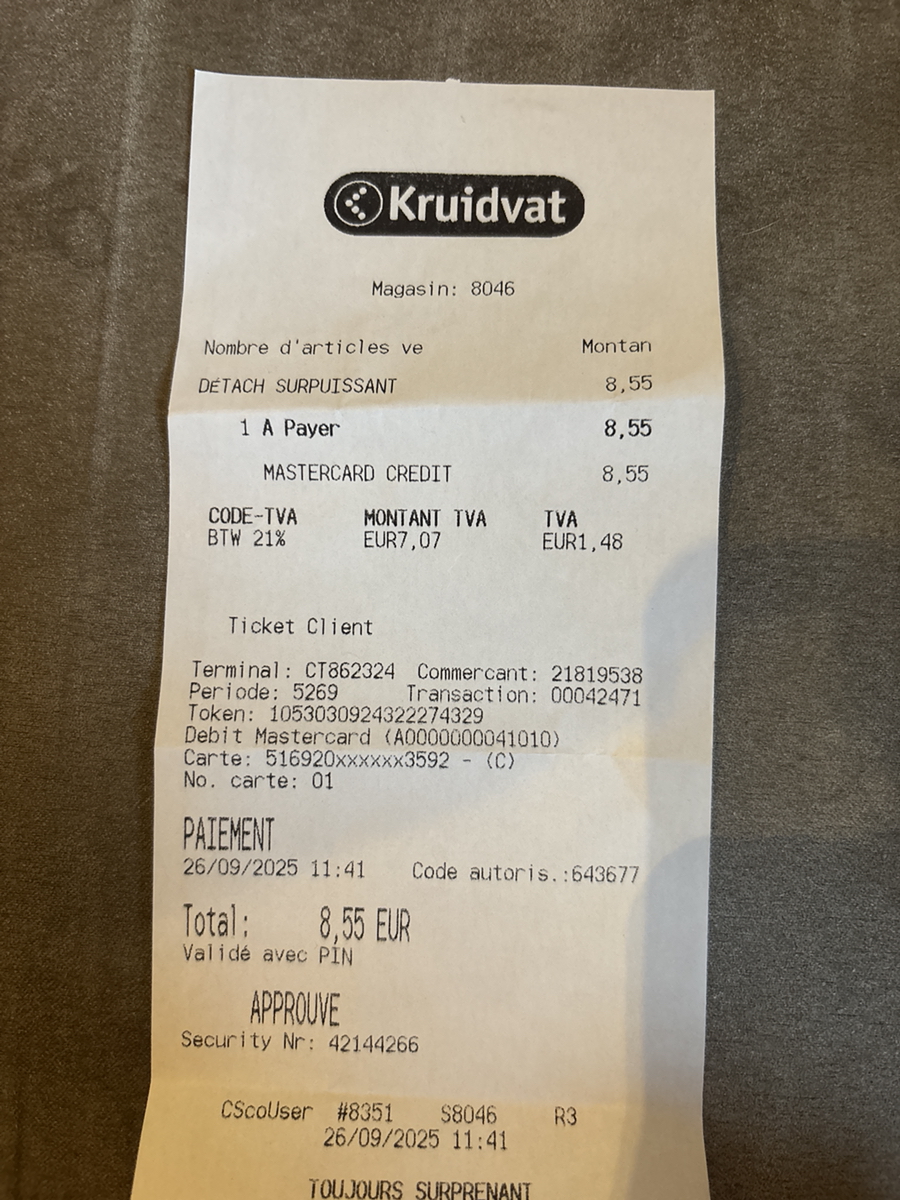 Kruidvat
Magasin: 8046
Nombre d'articles ve Montan
DÉTACH SURPUISSANT 8,55
1 A Payer 8,55
MASTERCARD CREDIT 8,55
CODE-TVA MONTANT TVA TVA
BTW 21% EUR7,07 EUR1,48
Ticket Client
Terminal: CT862324 Commercant: 21819538
Periode: 5269 Transaction: 00042471
Token: 1053030924322274329
Debit Mastercard (A0000000041010)
Carte: 516920xxxxxx3592 - (C)
No. carte: 01
PAIEMENT
26/09/2025 11:41 Code autoris.:643677
Total: 8,55 EUR
Validé avec PIN
APPROUVE
Security Nr: 42144266
CScoUser #8351 S8046 R3
26/09/2025 11:41
TOUJOURS SURPRENANT